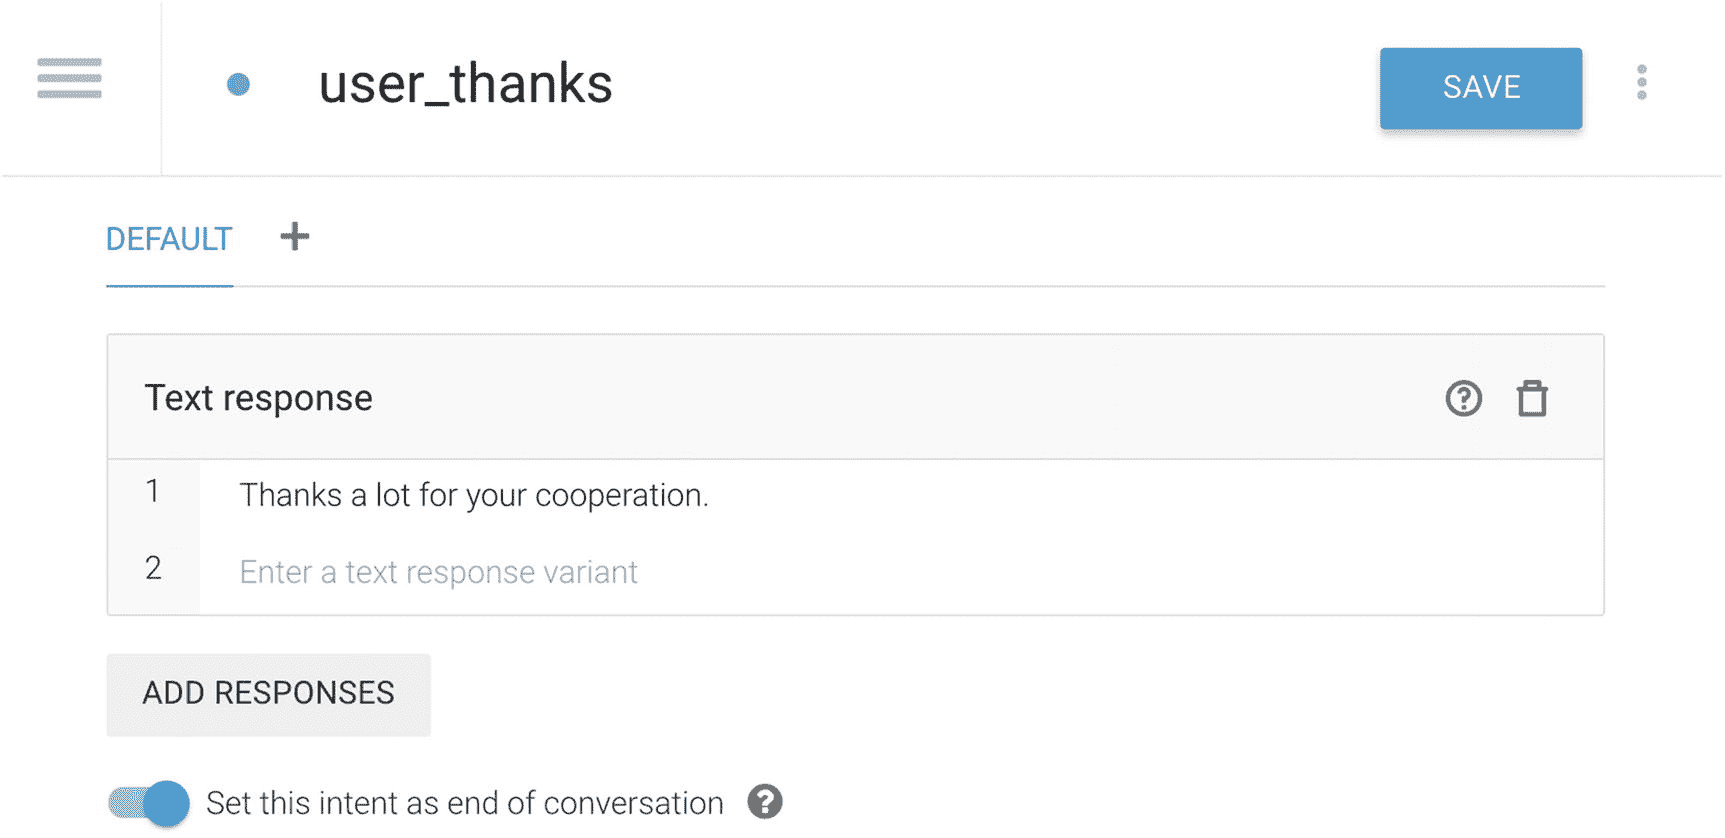 user_thanks
SAVE
DEFAULT +
Text response
1 Thanks a lot for your cooperation.
2 Enter a text response variant
ADD RESPONSES
Set this intent as end of conversation